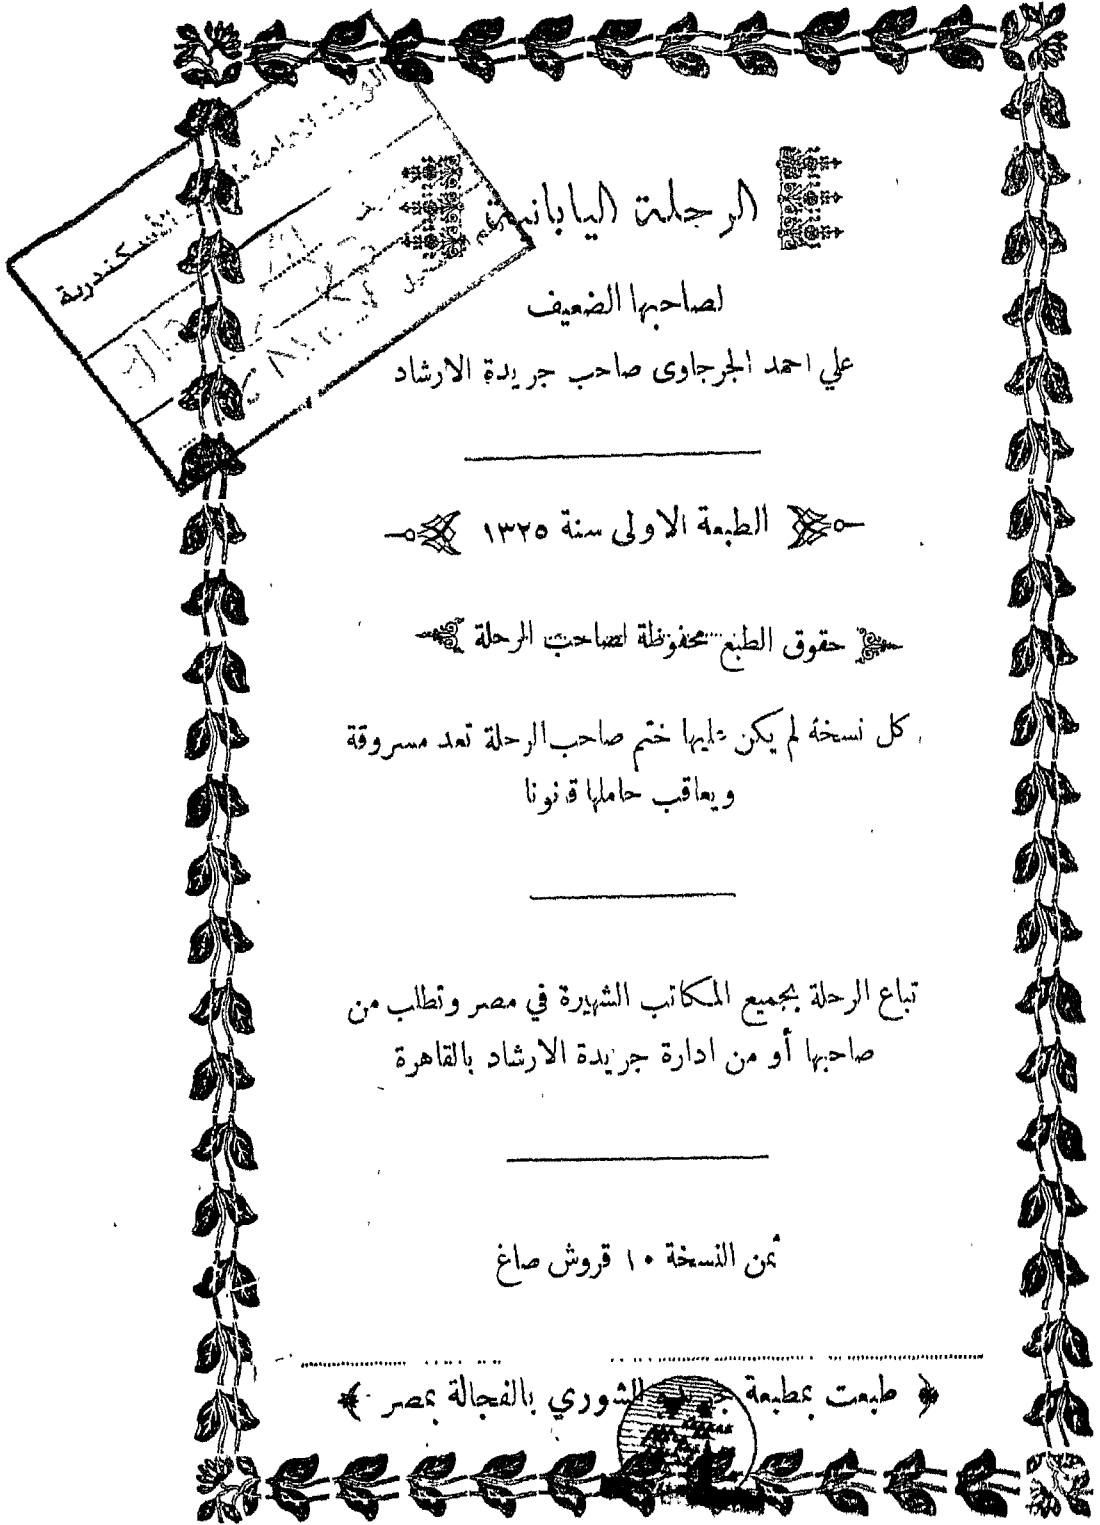 الرحلة اليابانية
لصاحبها الضعيف
علي احمد الجرجاوى صاحب جريدة الارشاد
الطبعة الاولى سنة ١٣٢٥
حقوق الطبع محفوظة لصاحب الرحلة
كل نسخة لم يكن عليها ختم صاحب الرحلة تعد مسروقة
ويعاقب حاملها قانونا
تباع الرحلة بجميع المكاتب الشهيرة في مصر وتطلب من
صاحبها أو من ادارة جريدة الارشاد بالقاهرة
ثمن النسخة ١٠ قروش صاغ
طبعت بمطبعة جريدة الشوري بالفجالة بمصر
الأسكندرية